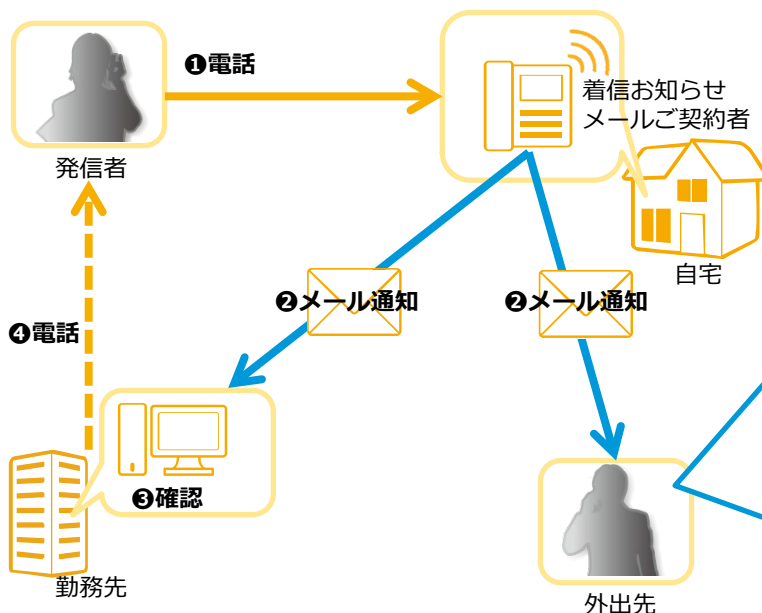 ❶電話
着信お知らせ
メールご契約者
発信者
自宅
❷メール通知
❷メール通知
❹電話
❸確認
勤務先
外出先